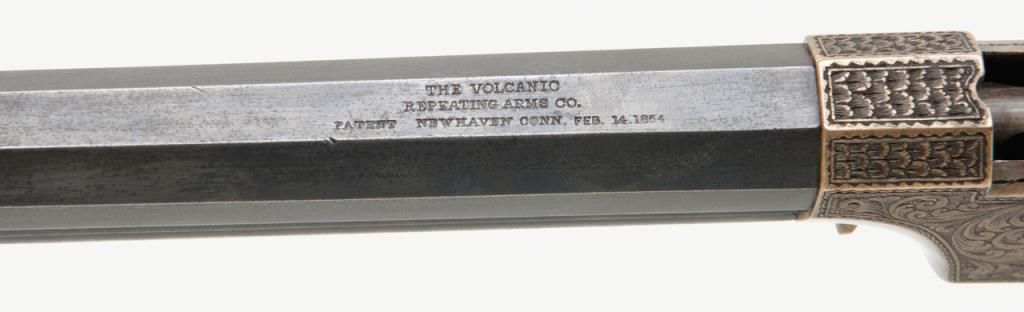 THE VOLCANIC
REPEATING ARMS CO.
PATENT NEWHAVEN CONN. FEB. 14.1854